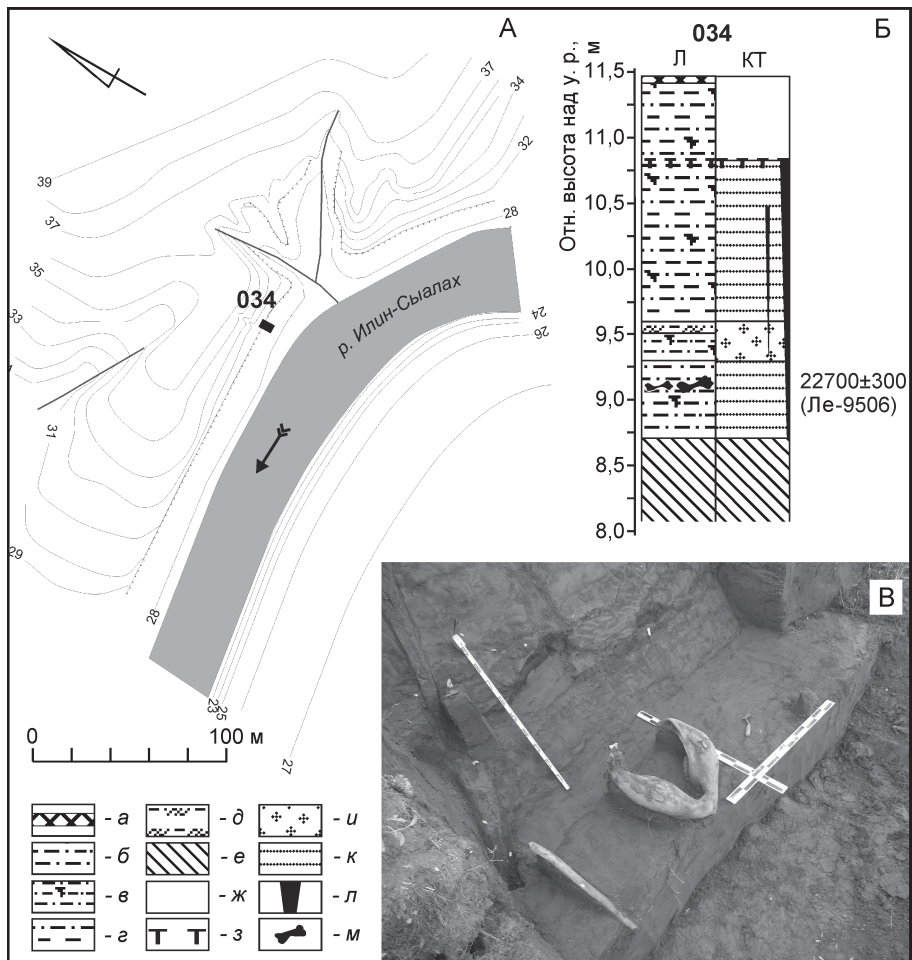 А
Б
034
Отн. высота над у. р., м
Л
КТ
11,5
11,0
10,5
10,0
9,5
9,0
8,5
8,0
22700±300
(Ле-9506)
37
34
32
39
37
28
35
034
р. Илин-Сыалах
33
24
26
31
29
28
23
25
27
0
100 м
В
- а
- б
- в
- г
- д
- е
- ж
- з
- и
- к
- л
- м